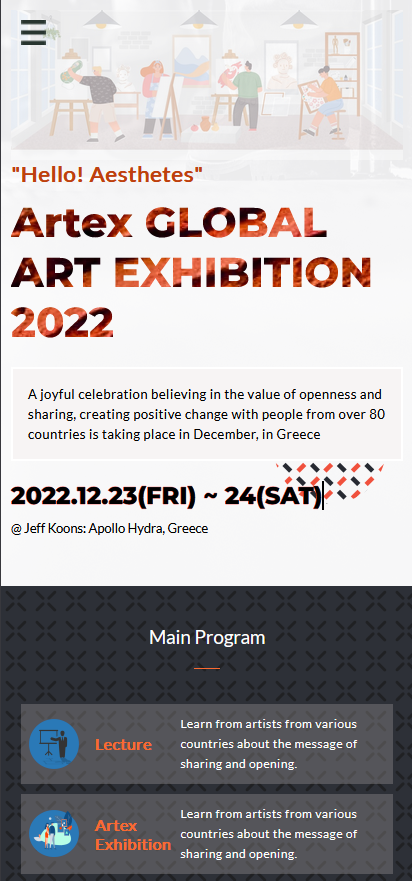 "Hello! Aesthetes"
Artex GLOBAL
ART EXHIBITION
2022
A joyful celebration believing in the value of openness and
sharing, creating positive change with people from over 80
countries is taking place in December, in Greece
2022.12.23(FRI) ~ 24(SAT)
@ Jeff Koons: Apollo Hydra, Greece
Main Program
Lecture
Learn from artists from various
countries about the message of
sharing and opening.
Artex
Exhibition
Learn from artists from various
countries about the message of
sharing and opening.